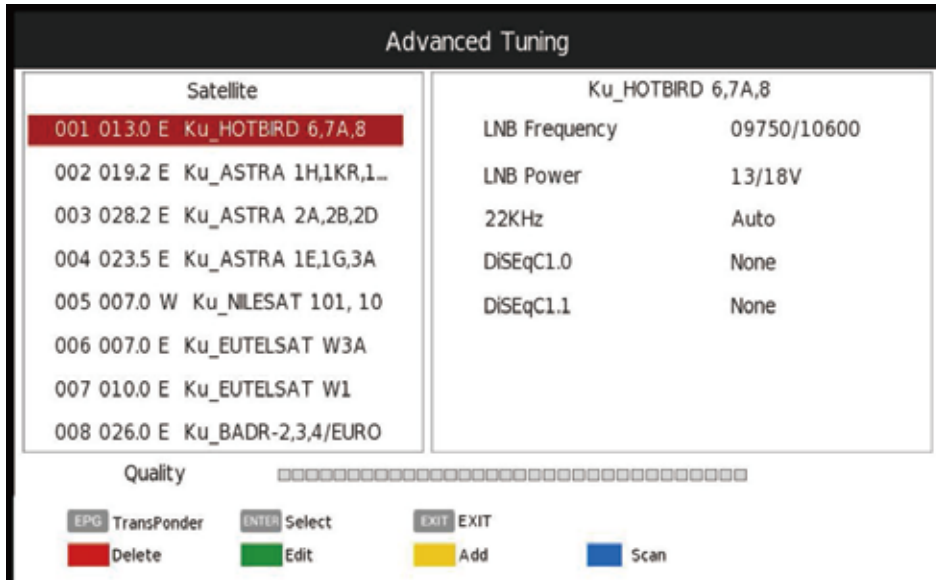 Advanced Tuning
Satellite
001 013.0 E Ku_HOTBIRD 6,7A,8
002 019.2 E Ku_ASTRA 1H,1KR,1...
003 028.2 E Ku_ASTRA 2A,2B,2D
004 023.5 E Ku_ASTRA 1E,1G,3A
005 007.0 W Ku_NILESAT 101, 10
006 007.0 E Ku_EUTELSAT W3A
007 010.0 E Ku_EUTELSAT W1
008 026.0 E Ku_BADR-2,3,4/EURO
Ku_HOTBIRD 6,7A,8
LNB Frequency 09750/10600
LNB Power 13/18V
22KHz Auto
DiSEqC1.0 None
DiSEqC1.1 None
Quality
EPG TransPonder ENTER Select EXIT EXIT
Delete Edit Add Scan